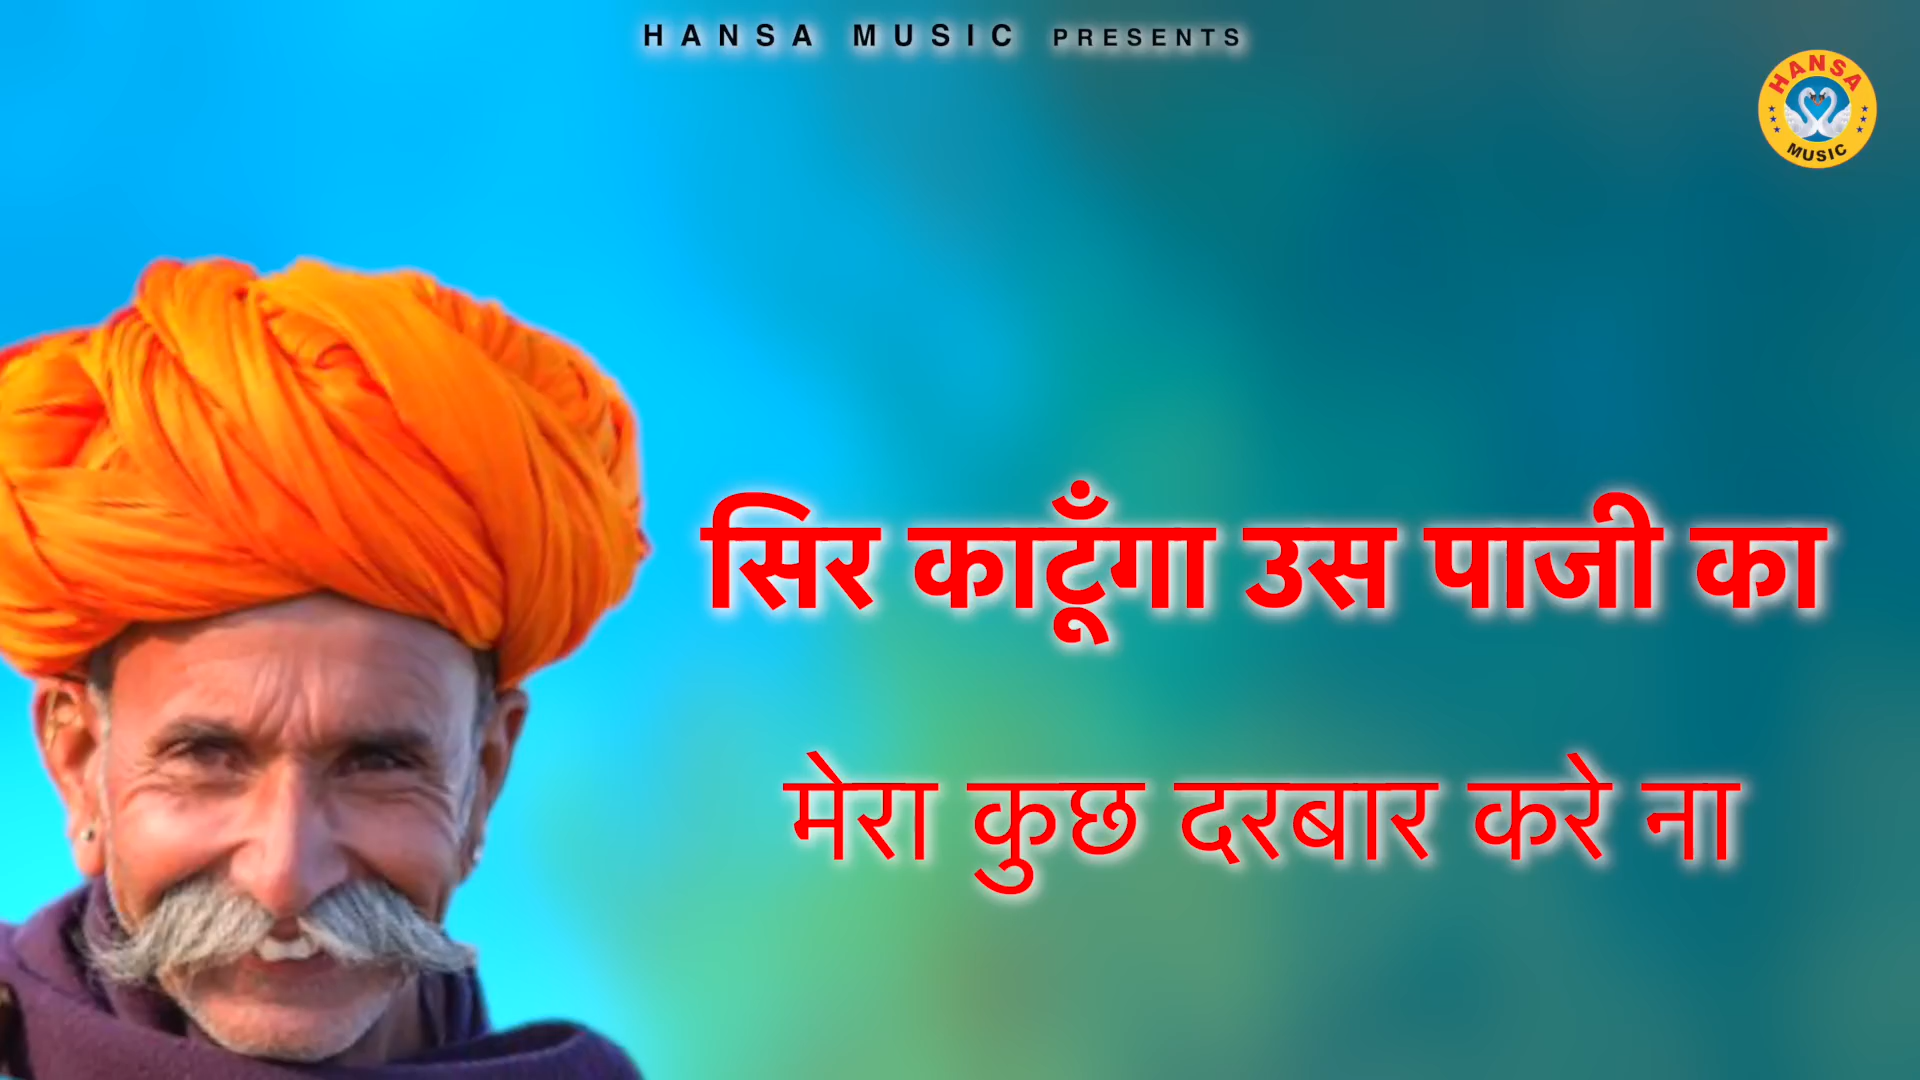 HANSA MUSIC PRESENTS
HANSA
MUSIC
सिर काटूँगा उस पाजी का
मेरा कुछ दरबार करे ना